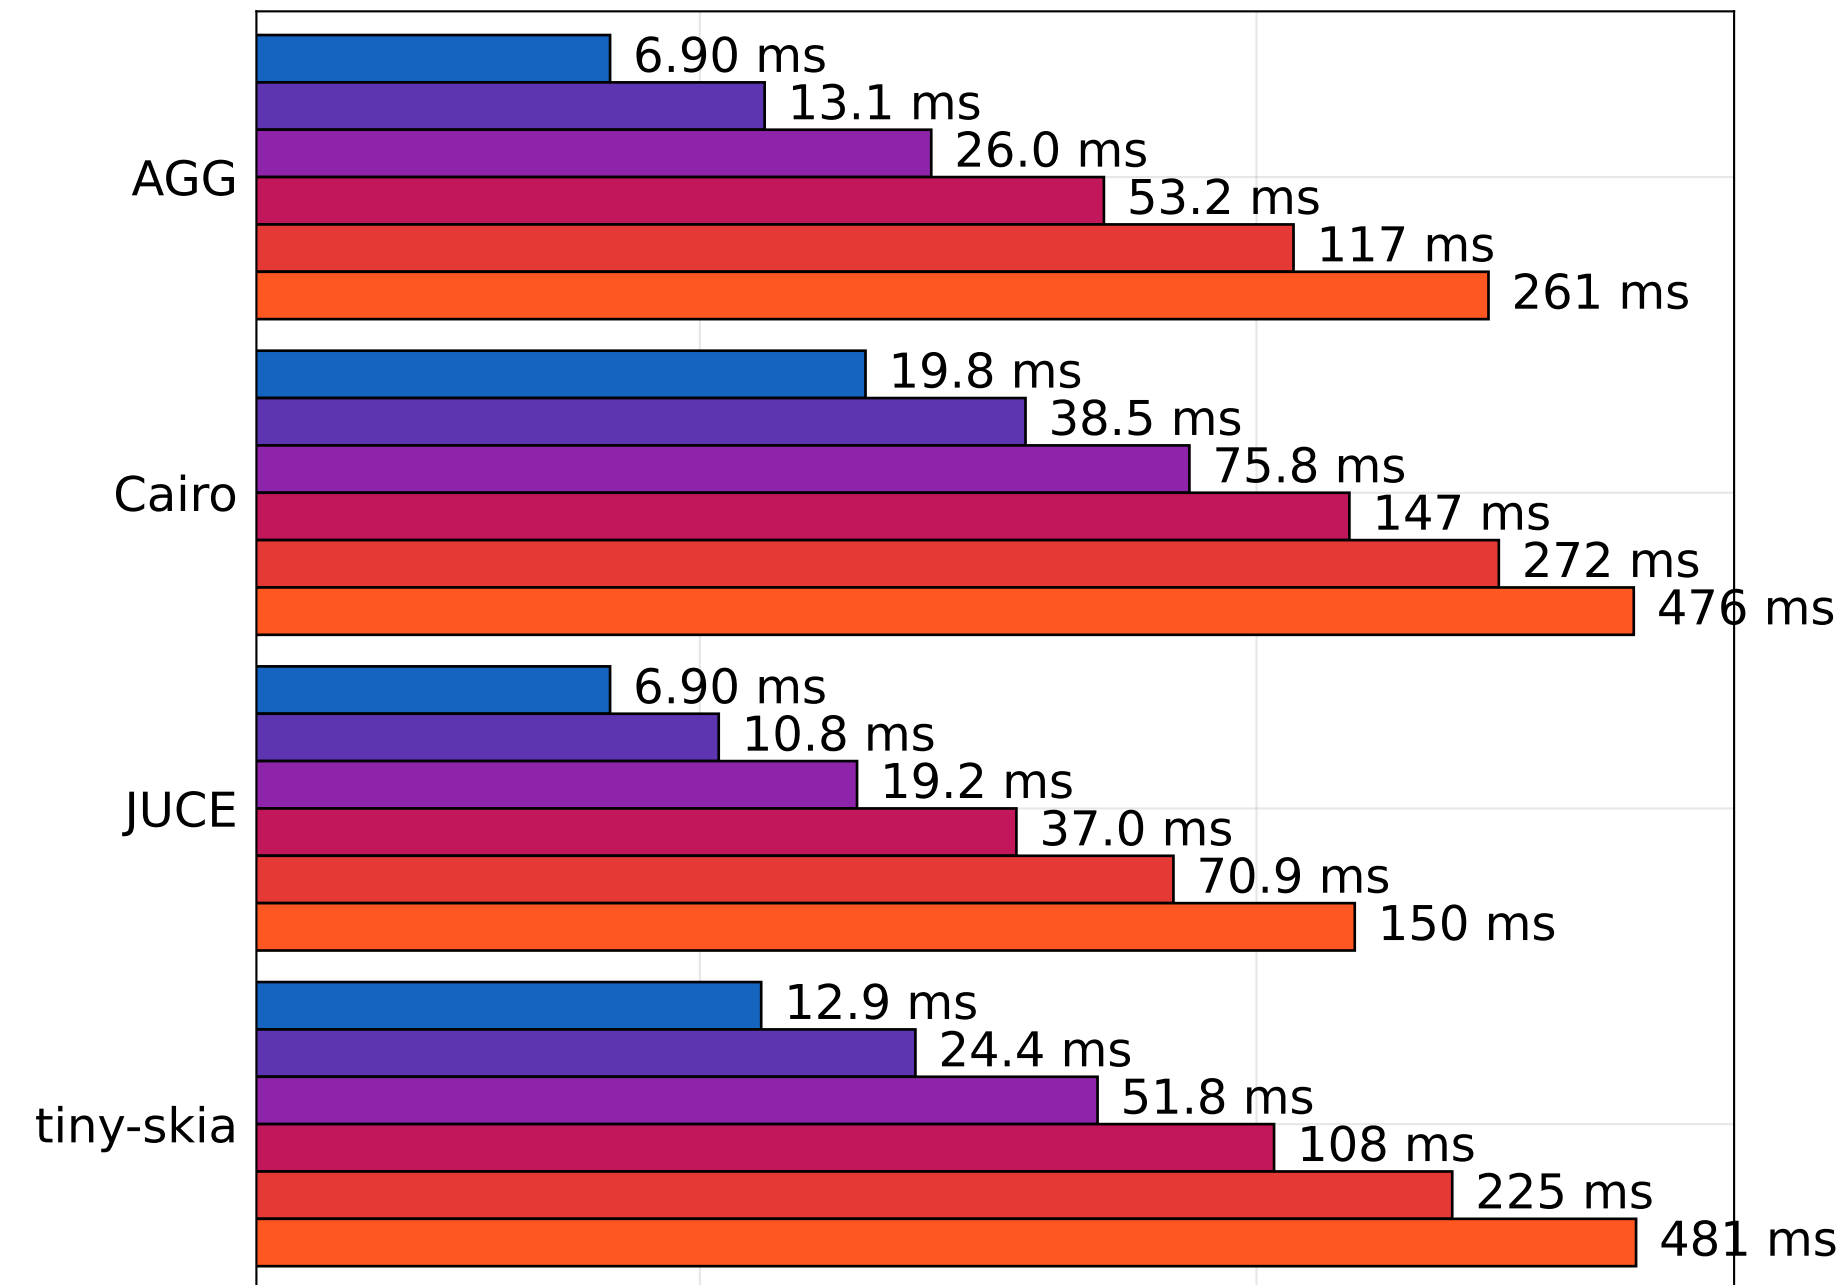 6.90 ms
13.1 ms
26.0 ms
AGG
53.2 ms
117 ms
261 ms
19.8 ms
38.5 ms
75.8 ms
Cairo
147 ms
272 ms
476 ms
6.90 ms
10.8 ms
19.2 ms
JUCE
37.0 ms
70.9 ms
150 ms
12.9 ms
24.4 ms
51.8 ms
tiny-skia
108 ms
225 ms
481 ms